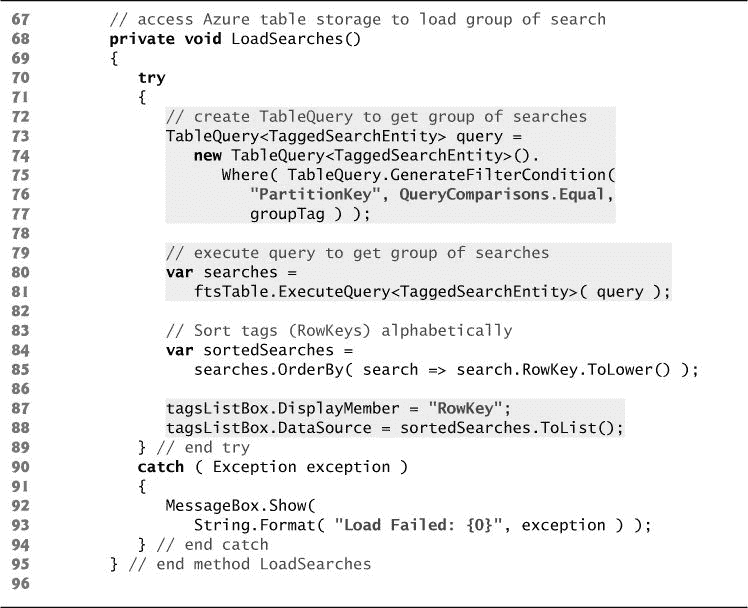 67 // access Azure table storage to load group of search
68 private void LoadSearches()
69 {
70 try
71 {
72 // create TableQuery to get group of searches
73 TableQuery<TaggedSearchEntity> query =
74 new TableQuery<TaggedSearchEntity>().
75 Where( TableQuery.GenerateFilterCondition(
76 "PartitionKey", QueryComparisons.Equal,
77 groupTag ) );
78
79 // execute query to get group of searches
80 var searches =
81 ftsTable.ExecuteQuery<TaggedSearchEntity>( query );
82
83 // Sort tags (RowKeys) alphabetically
84 var sortedSearches =
85 searches.OrderBy( search => search.RowKey.ToLower() );
86
87 tagsListBox.DisplayMember = "RowKey";
88 tagsListBox.DataSource = sortedSearches.ToList();
89 } // end try
90 catch ( Exception exception )
91 {
92 MessageBox.Show(
93 String.Format( "Load Failed: {0}", exception ) );
94 } // end catch
95 } // end method LoadSearches
96